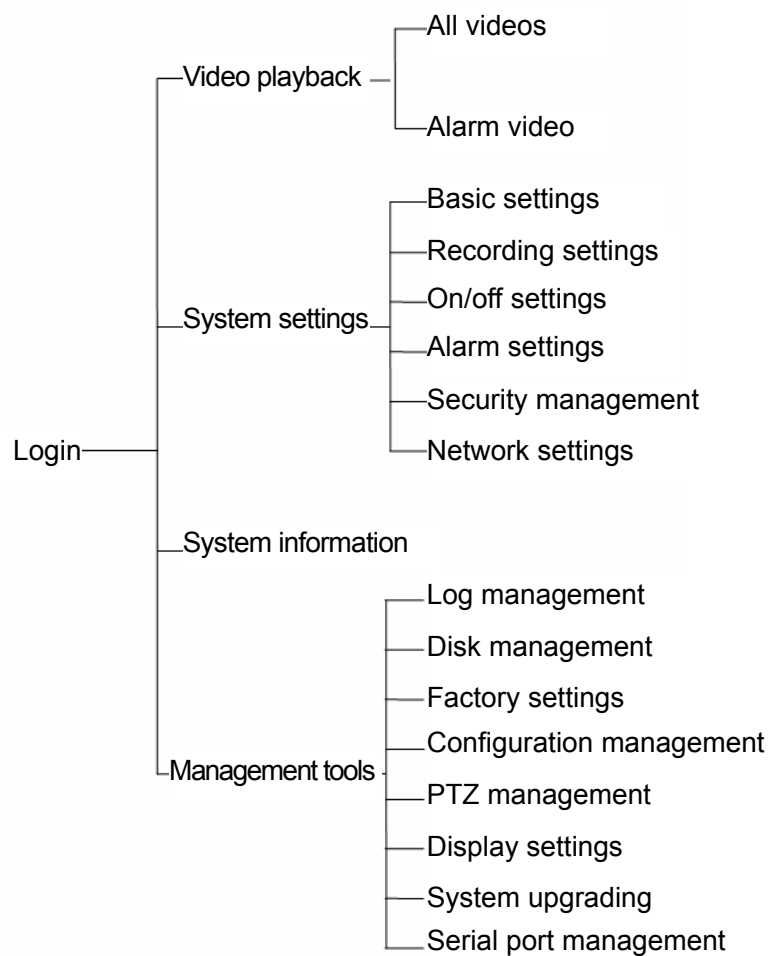 Login
Video playback
All videos
Alarm video
System settings
Basic settings
Recording settings
On/off settings
Alarm settings
Security management
Network settings
System information
Management tools
Log management
Disk management
Factory settings
Configuration management
PTZ management
Display settings
System upgrading
Serial port management